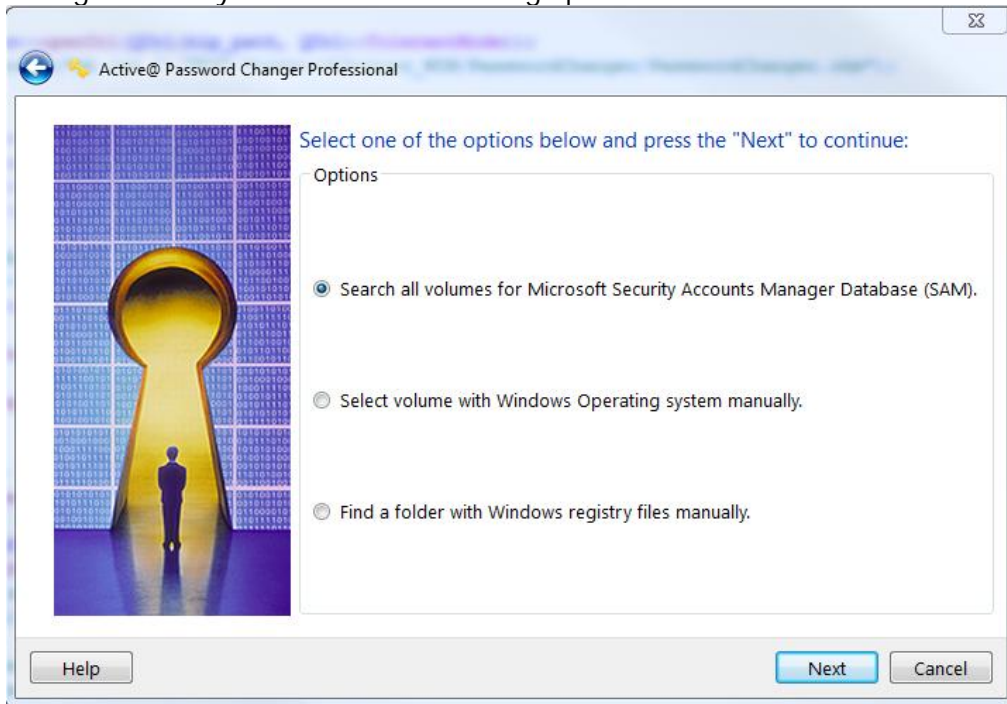 Active@ Password Changer Professional
Select one of the options below and press the "Next" to continue:
Options
Search all volumes for Microsoft Security Accounts Manager Database (SAM).
Select volume with Windows Operating system manually.
Find a folder with Windows registry files manually.
Help
Next
Cancel